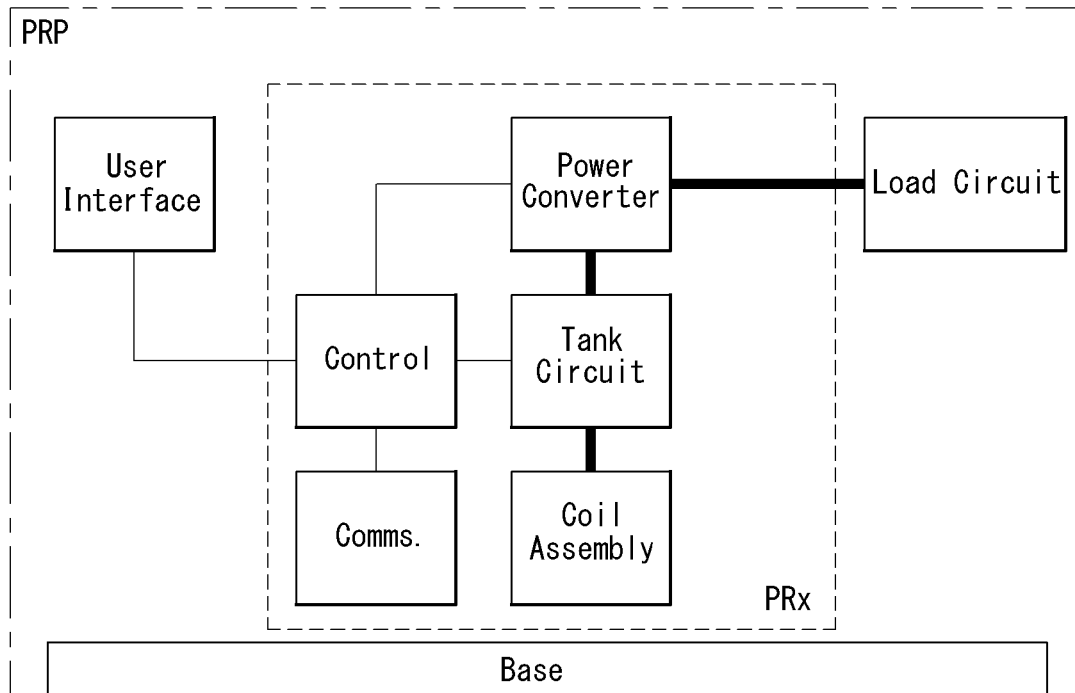 PRP
User
Interface
Power
Converter
Load Circuit
Control
Tank
Circuit
Comms.
Coil
Assembly
PRx
Base